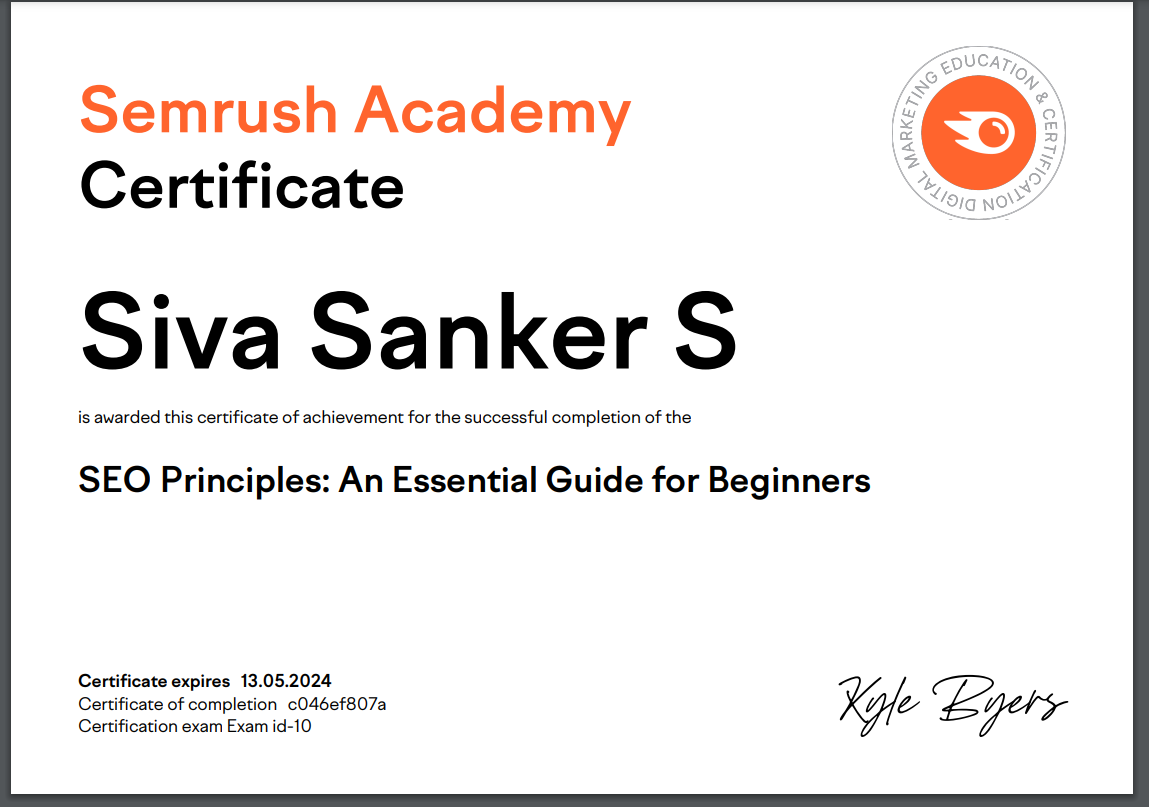 Semrush Academy
Certificate
DIGITAL MARKETING EDUCATION & CERTIFICATION
Siva Sanker S
is awarded this certificate of achievement for the successful completion of the
SEO Principles: An Essential Guide for Beginners
Certificate expires 13.05.2024
Certificate of completion c046ef807a
Certification exam Exam id-10
Kyle Byers